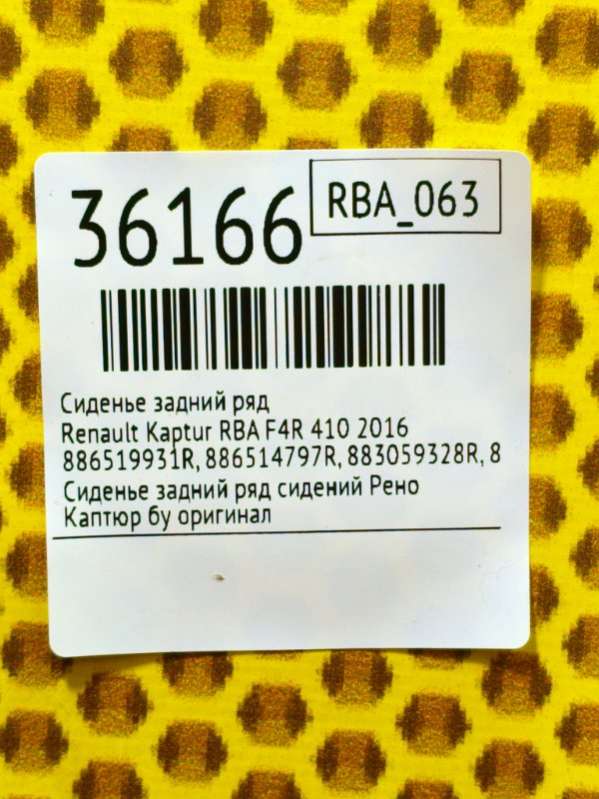 36166
RBA_063
Сиденье задний ряд
Renault Kaptur RBA F4R 410 2016
886519931R, 886514797R, 883059328R, 8
Сиденье задний ряд сидений Рено
Каптюр бу оригинал